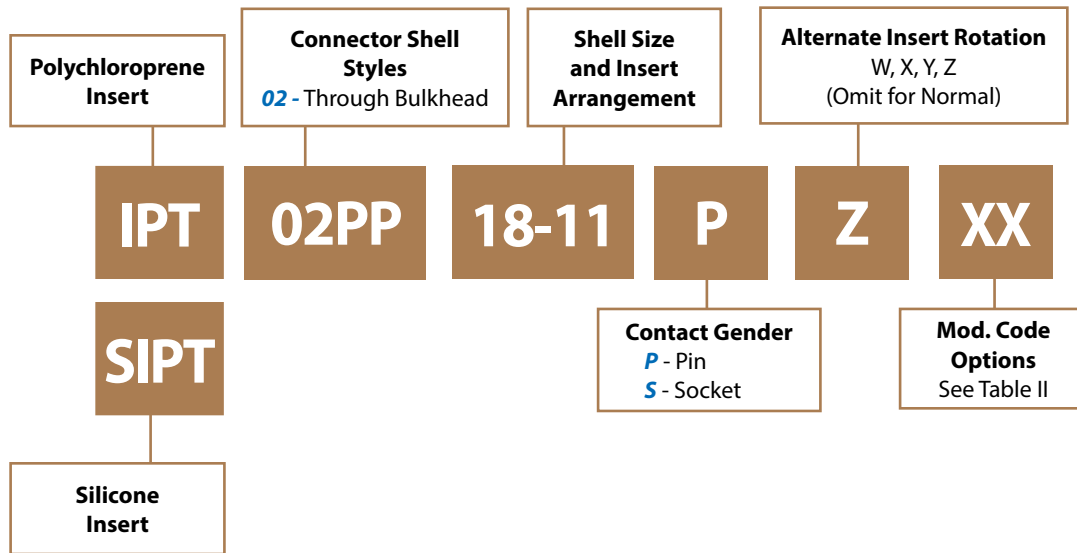 Polychloroprene
Insert
Connector Shell
Styles
02 - Through Bulkhead
Shell Size
and Insert
Arrangement
Alternate Insert Rotation
W, X, Y, Z
(Omit for Normal)
IPT
02PP
18-11
P
Z
XX
SIPT
Contact Gender
P - Pin
S - Socket
Mod. Code
Options
See Table II
Silicone
Insert